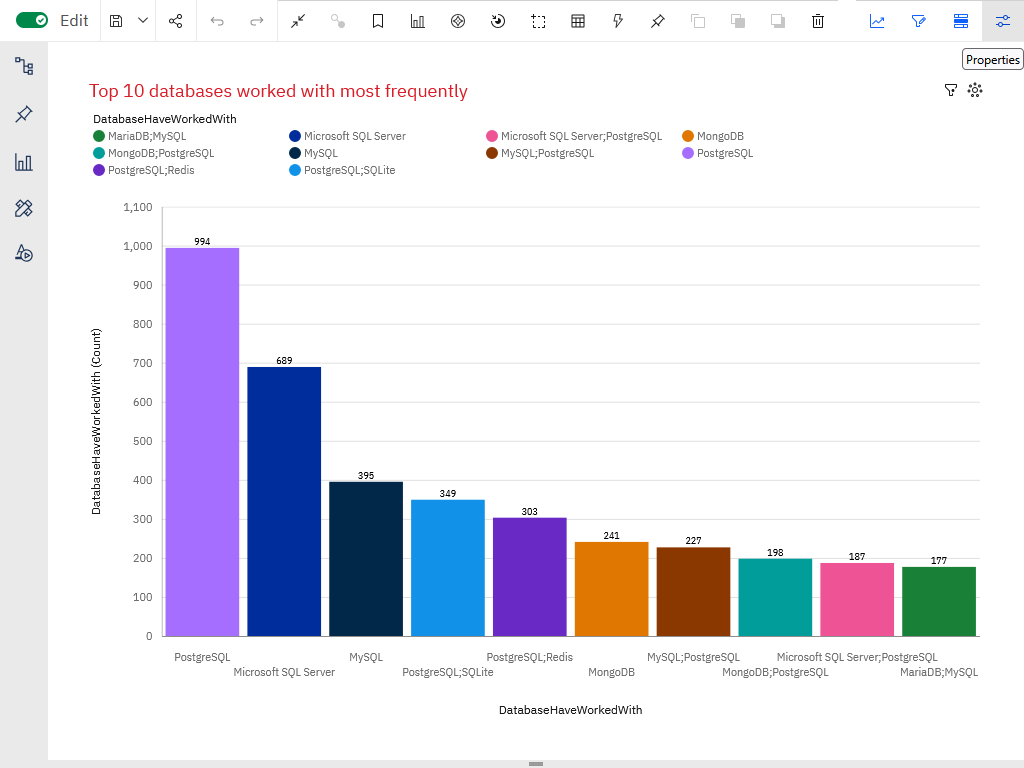 Edit
Properties
Top 10 databases worked with most frequently
DatabaseHaveWorkedWith
MariaDB;MySQL Microsoft SQL Server Microsoft SQL Server;PostgreSQL MongoDB
MongoDB;PostgreSQL MySQL MySQL;PostgreSQL PostgreSQL
PostgreSQL;Redis PostgreSQL;SQLite
DatabaseHaveWorkedWith (Count)
1,100
1,000
900
800
700
600
500
400
300
200
100
0
994
689
395
349
303
241
227
198
187
177
PostgreSQL MySQL PostgreSQL;Redis MySQL;PostgreSQL Microsoft SQL Server;PostgreSQL
Microsoft SQL Server PostgreSQL;SQLite MongoDB MongoDB;PostgreSQL MariaDB;MySQL
DatabaseHaveWorkedWith